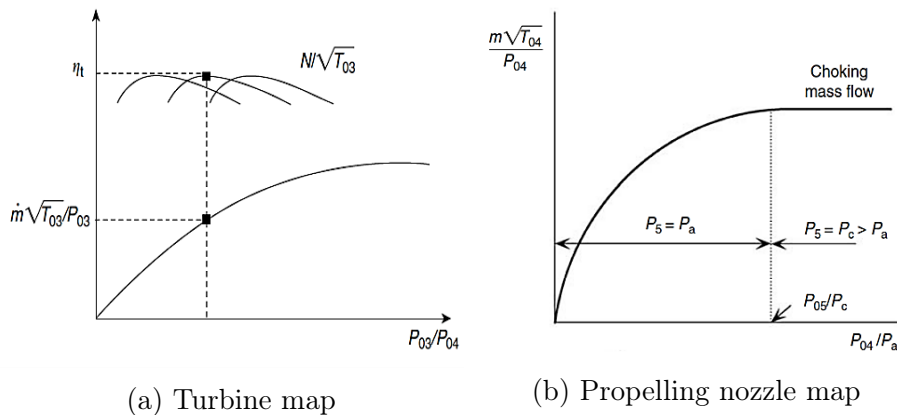 η_t
N/√T_03
ṁ√T_03/P_03
P_03/P_04
(a) Turbine map
m√T_04
P_04
Choking
mass flow
P_5 = P_a
P_5 = P_c > P_a
P_05/P_c
P_04/P_a
(b) Propelling nozzle map